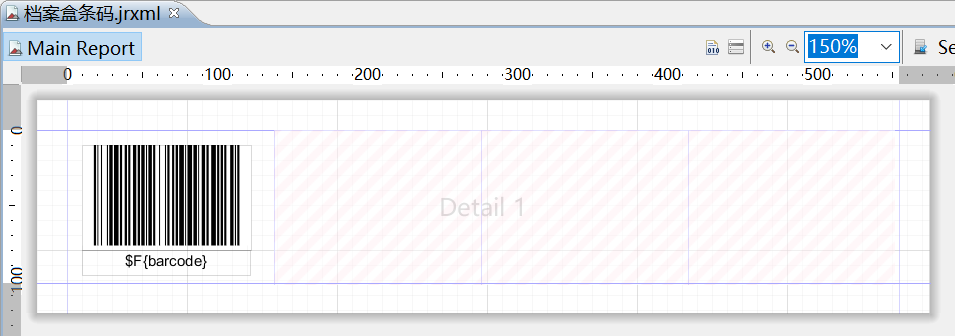 档案盒条码.jrxml
Main Report
010
150%
Se
0 100 200 300 400 500
0
Detail 1
$F{barcode}
100